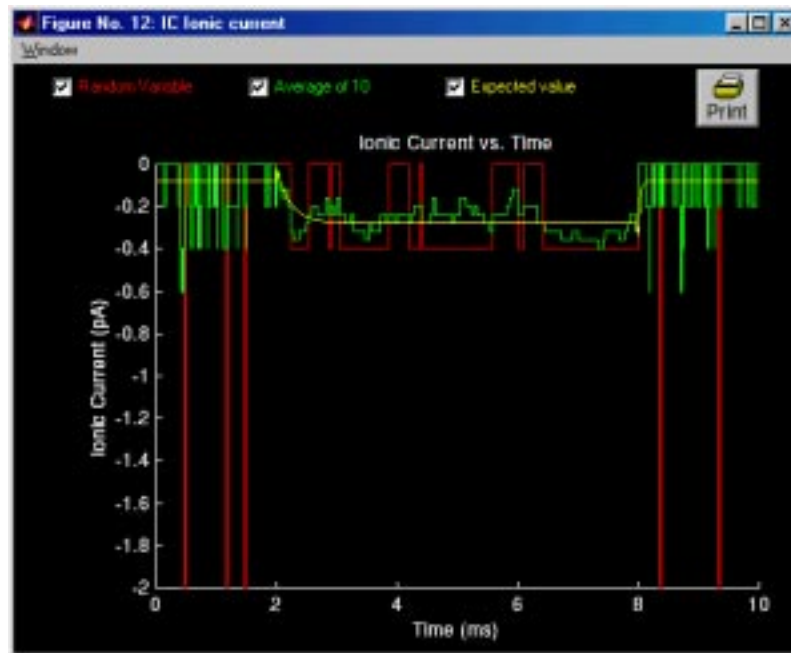 Figure No. 12: IC Ionic current
Window
Random Variable
Average of 10
Expected value
Print
Ionic Current vs. Time
0
-0.2
-0.4
-0.6
-0.8
-1
-1.2
-1.4
-1.6
-1.8
-2
Ionic Current (pA)
0 2 4 6 8 10
Time (ms)